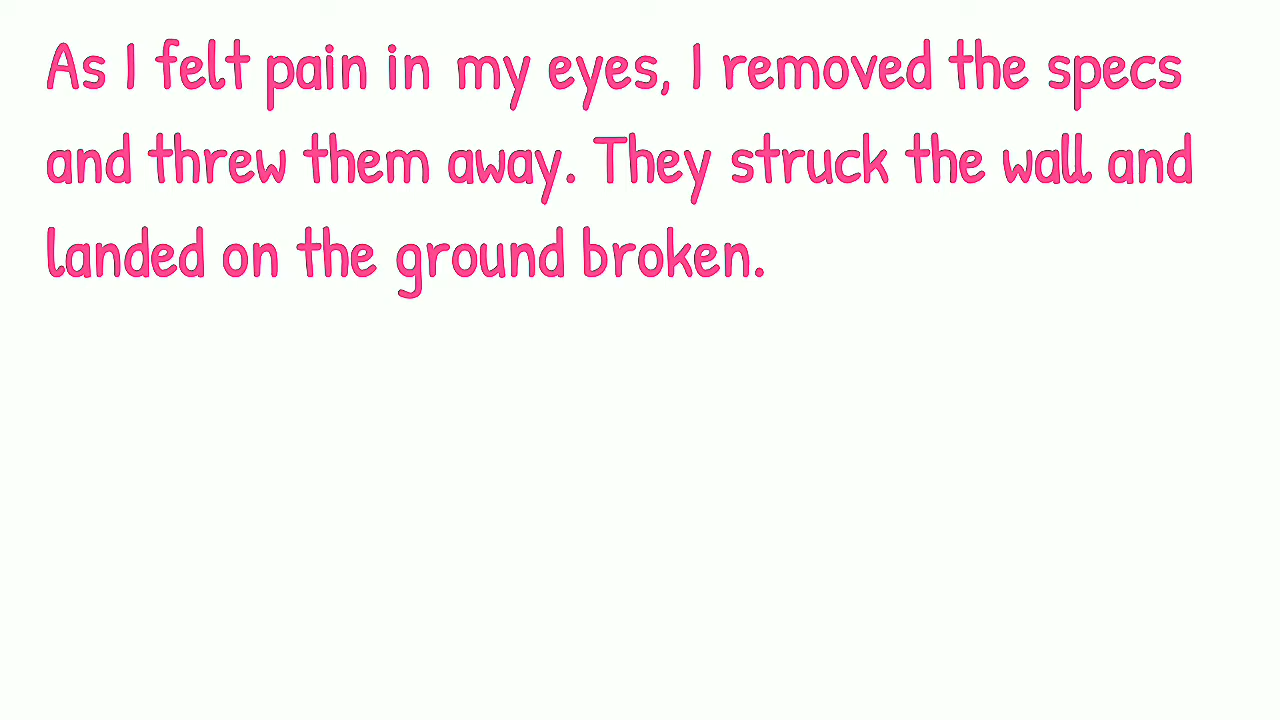 As I felt pain in my eyes, I removed the specs
and threw them away. They struck the wall and
landed on the ground broken.